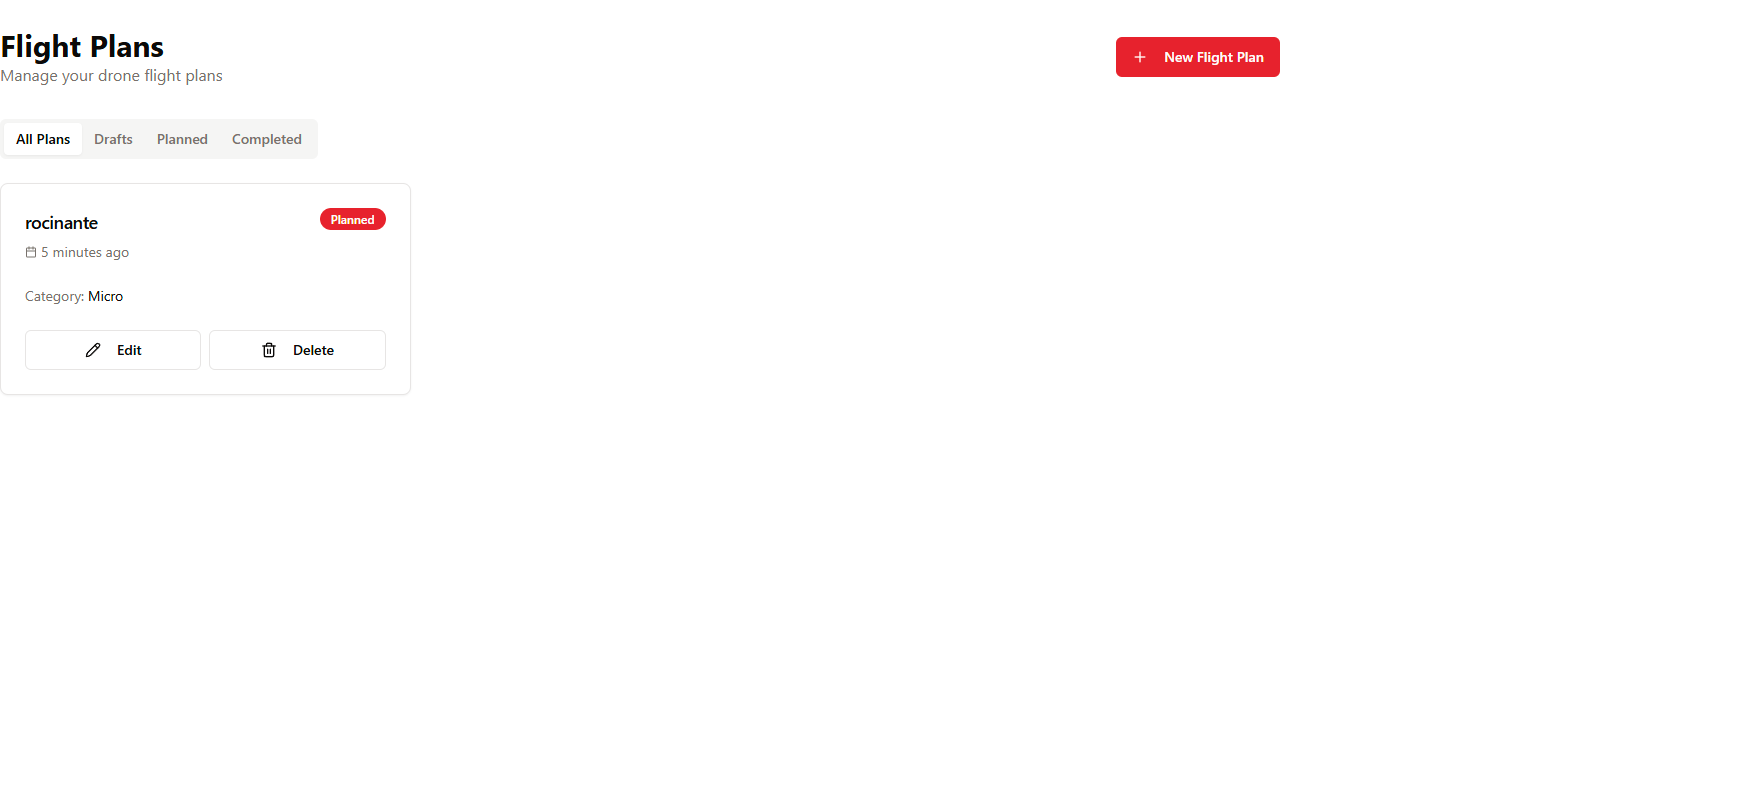 Flight Plans
Manage your drone flight plans
New Flight Plan
All Plans Drafts Planned Completed
rocinante
Planned
5 minutes ago
Category: Micro
Edit
Delete